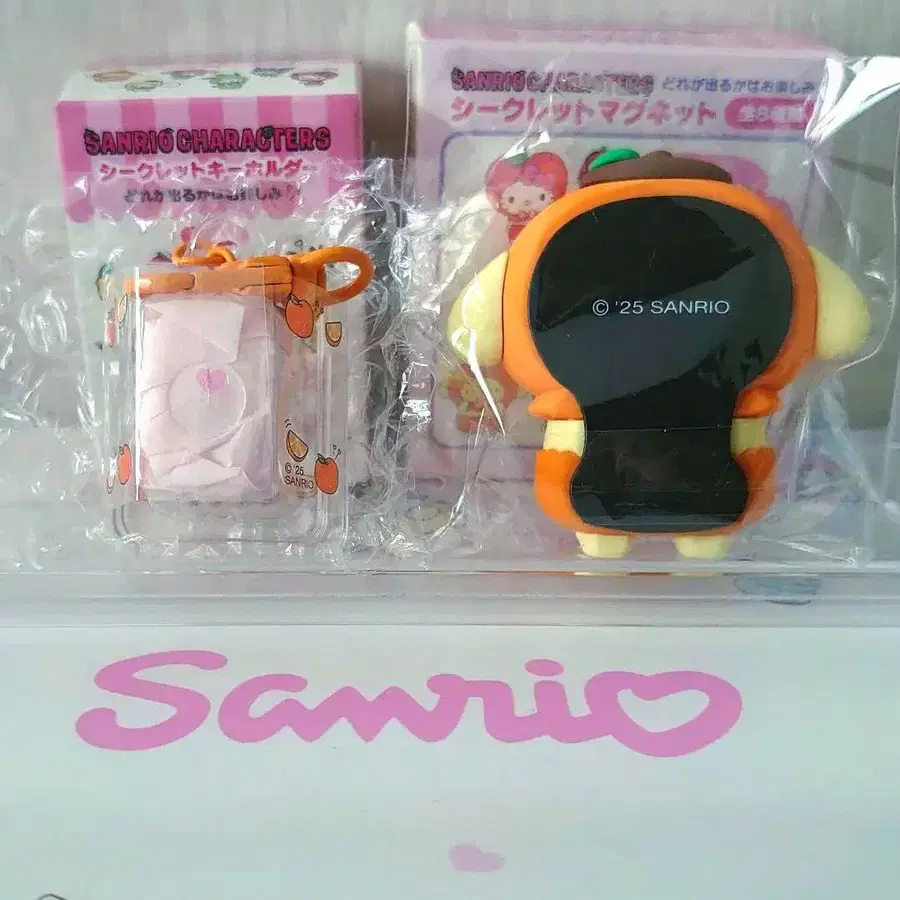 SANRIO CHARACTERS
シークレットキーホルダー
どれが出るかはお楽しみ
SANRIO CHARACTERS どれが出るかはお楽しみ
シークレットマグネット
© '25 SANRIO
© '25
SANRIO
Sanrio